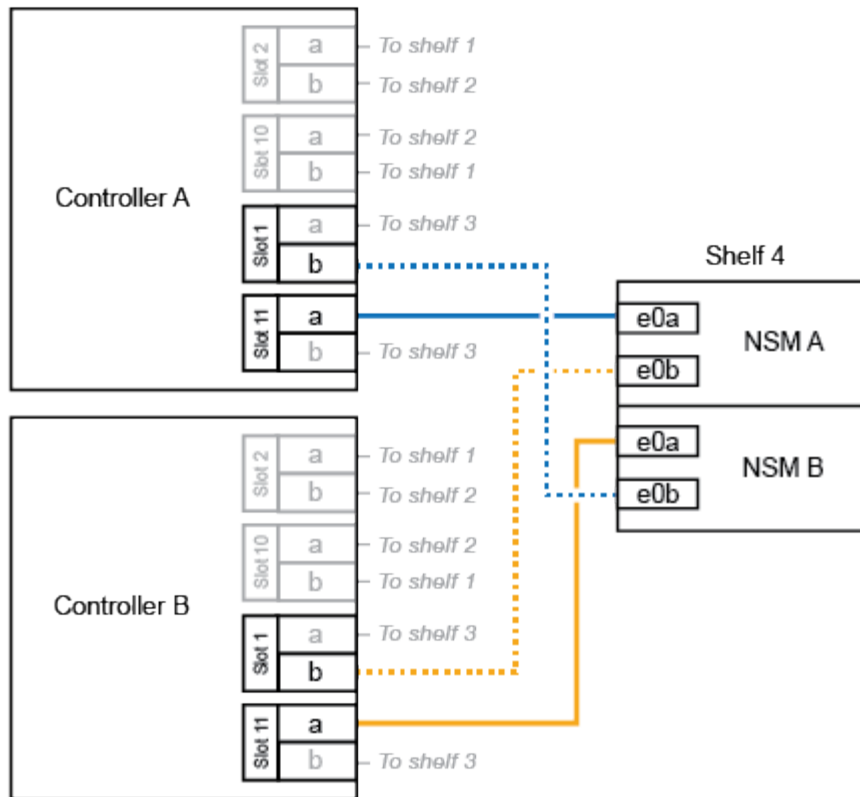 Controller A
Slot 2
a
To shelf 1
b
To shelf 2
Slot 10
a
To shelf 2
b
To shelf 1
Slot 1
a
To shelf 3
b
Slot 11
a
b
To shelf 3
Controller B
Slot 2
a
To shelf 1
b
To shelf 2
Slot 10
a
To shelf 2
b
To shelf 1
Slot 1
a
To shelf 3
b
Slot 11
a
b
To shelf 3
Shelf 4
e0a
e0b
NSM A
e0a
e0b
NSM B